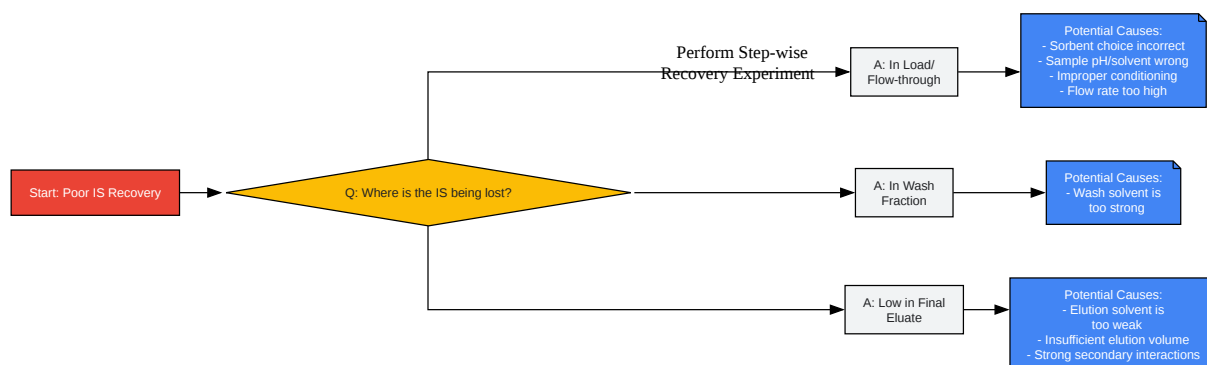 Start: Poor IS Recovery
Q: Where is the IS being lost?
Perform Step-wise
Recovery Experiment
A: In Load/
Flow-through
Potential Causes:
- Sorbent choice incorrect
- Sample pH/solvent wrong
- Improper conditioning
- Flow rate too high
A: In Wash
Fraction
Potential Causes:
- Wash solvent is
too strong
A: Low in Final
Eluate
Potential Causes:
- Elution solvent is
too weak
- Insufficient elution volume
- Strong secondary interactions